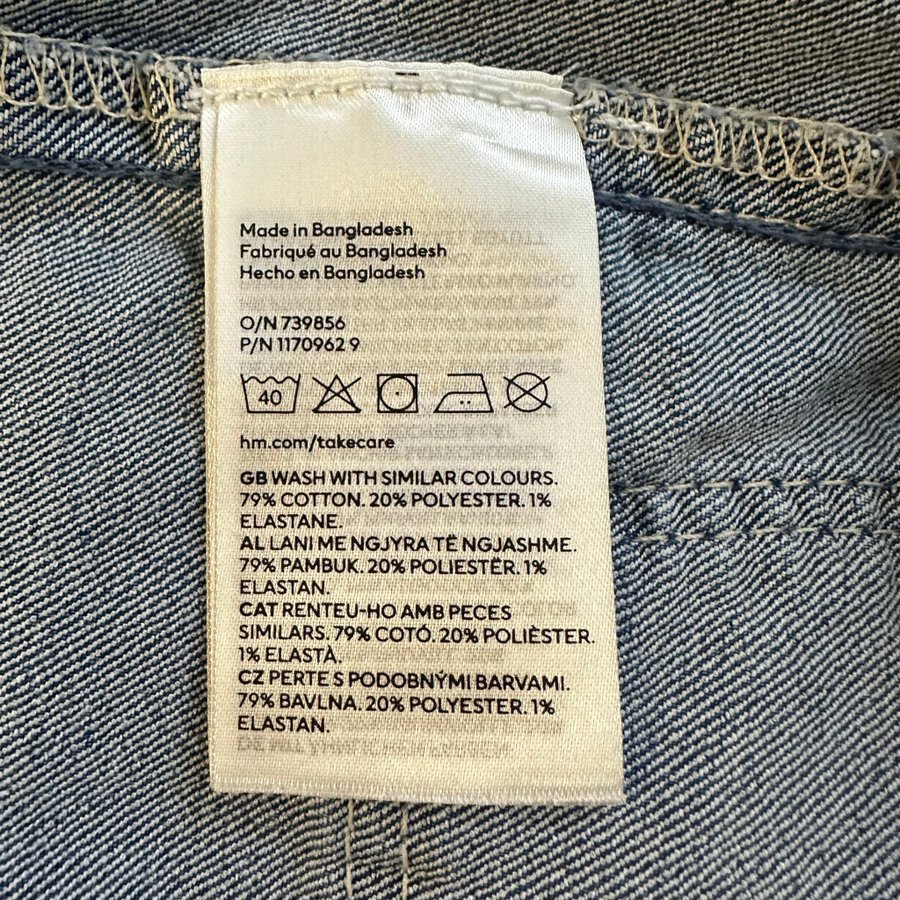 Made in Bangladesh
Fabriqué au Bangladesh
Hecho en Bangladesh
O/N 739856
P/N 1170962 9
40
hm.com/takecare
GB WASH WITH SIMILAR COLOURS.
79% COTTON. 20% POLYESTER. 1%
ELASTANE.
AL LANI ME NGJYRA TË NGJASHME.
79% PAMBUK. 20% POLIESTËR. 1%
ELASTAN.
CAT RENTEU-HO AMB PECES
SIMILARS. 79% COTÓ. 20% POLIÈSTER.
1% ELASTÀ.
CZ PERTE S PODOBNÝMI BARVAMI.
79% BAVLNA. 20% POLYESTER. 1%
ELASTAN.